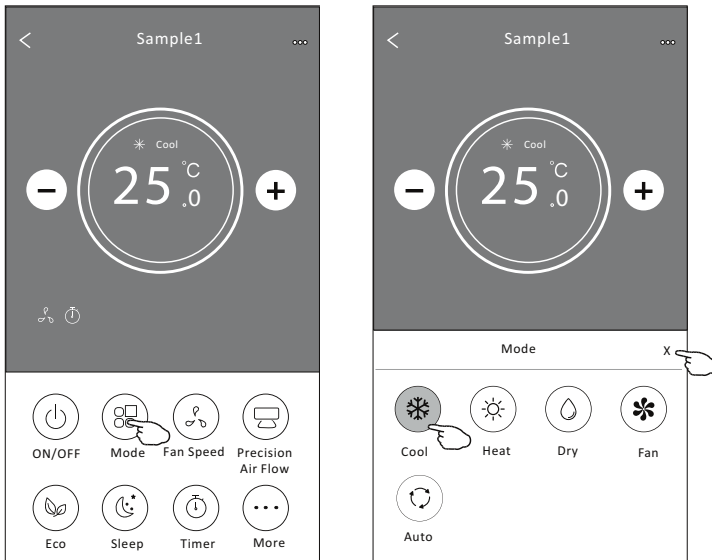 Sample1
Cool
25.0 °C
ON/OFF
Mode
Fan Speed
Precision
Air Flow
Eco
Sleep
Timer
More
Sample1
Cool
25.0 °C
Mode
X
Cool
Heat
Dry
Fan
Auto